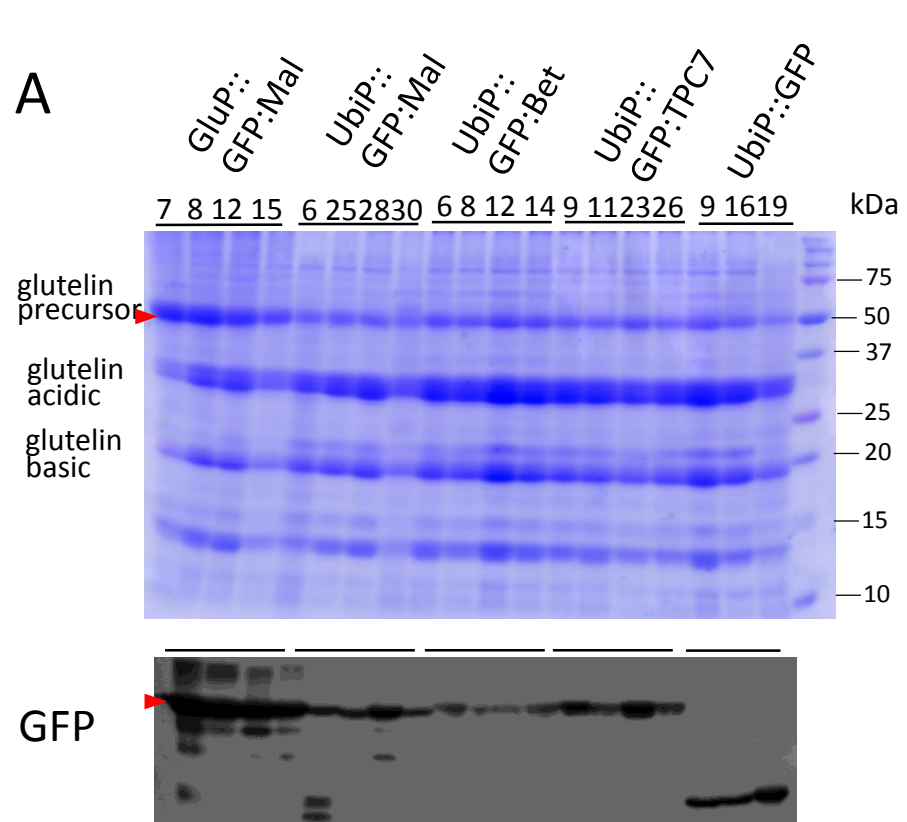 A
GluP::
GFP:Mal
UbiP::
GFP:Mal
UbiP::
GFP:Bet
UbiP::
GFP:TPC7
UbiP::GFP
7 8 12 15 6 252830 6 8 12 14 9 112326 9 1619 kDa
glutelin
precursor
glutelin
acidic
glutelin
basic
75
50
37
25
20
15
10
GFP